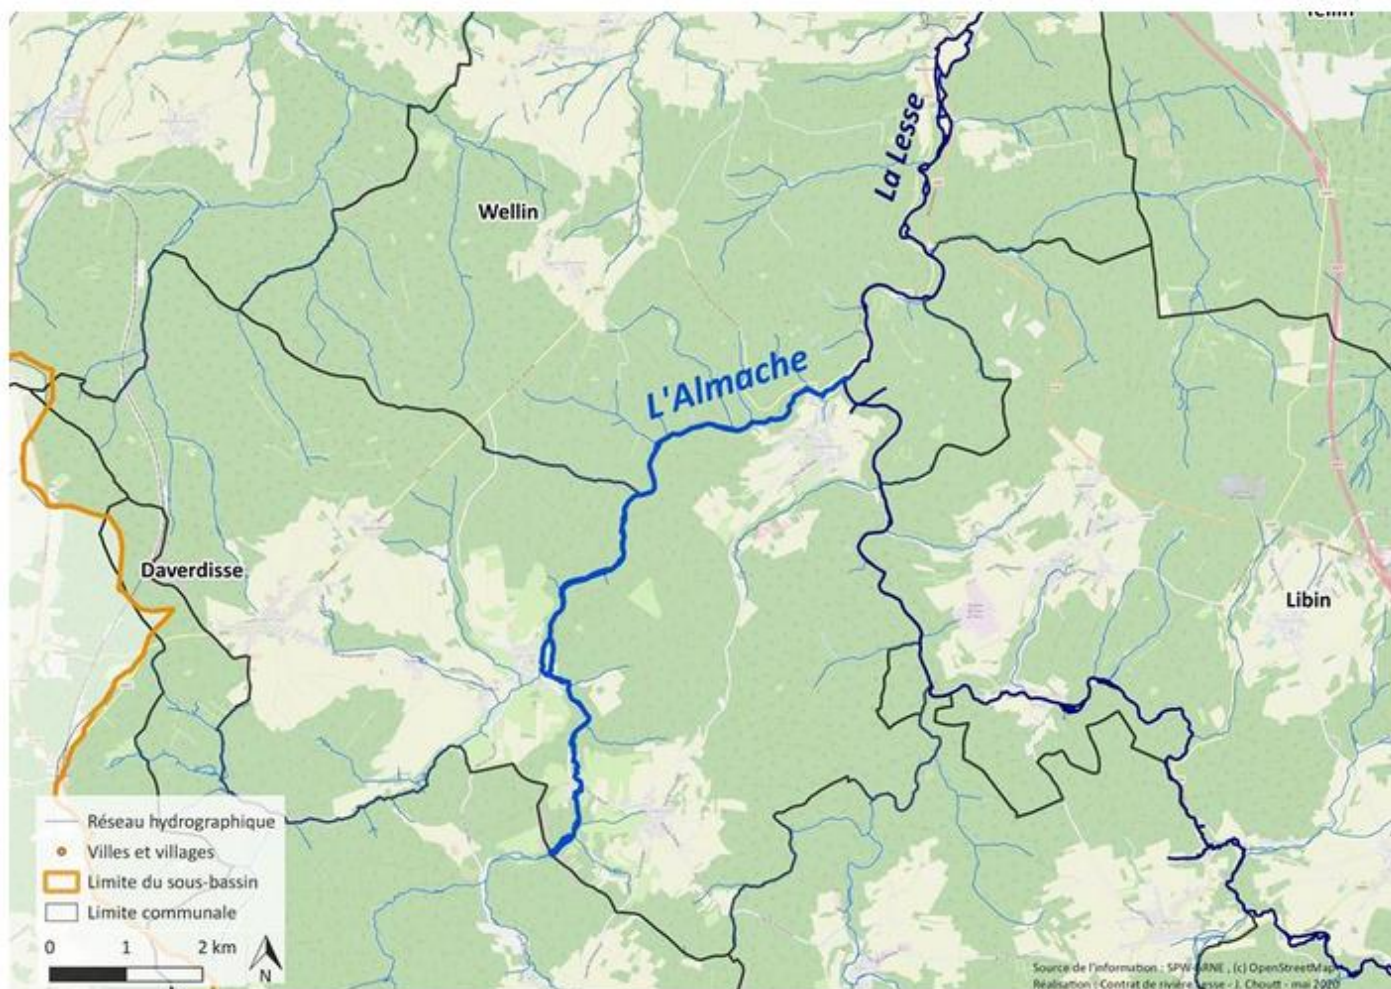 La Lesse
Wellin
L'Almache
Daverdisse
Libin
Réseau hydrographique
Villes et villages
Limite du sous-bassin
Limite communale
0 1 2 km
N
Source de l'information : SPW-ARNE, (c) OpenStreetMap
Réalisation : Contrat de rivière Lesse - J. Choutt - mai 2020